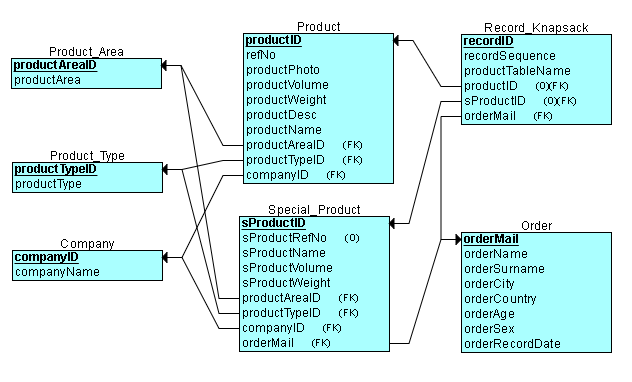 Product_Area
productAreaID
productArea
Product_Type
productTypeID
productType
Company
companyID
companyName
Product
productID
refNo
productPhoto
productVolume
productWeight
productDesc
productName
productAreaID (FK)
productTypeID (FK)
companyID (FK)
Special_Product
sProductID
sProductRefNo (O)
sProductName
sProductVolume
sProductWeight
productAreaID (FK)
productTypeID (FK)
companyID (FK)
orderMail (FK)
Record_Knapsack
recordID
recordSequence
productTableName
productID (O)(FK)
sProductID (O)(FK)
orderMail (FK)
Order
orderMail
orderName
orderSurname
orderCity
orderCountry
orderAge
orderSex
orderRecordDate